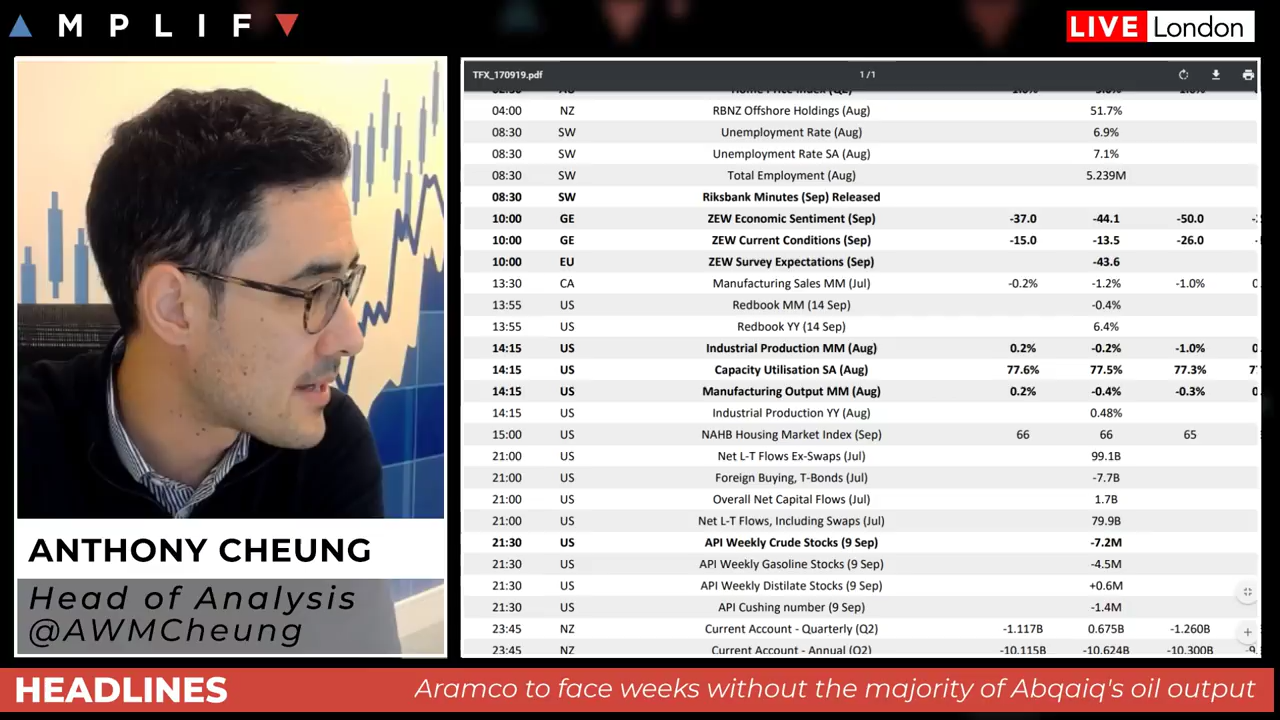 MPLIF
LIVE London
TFX_170919.pdf 1 / 1
04:00 NZ RBNZ Offshore Holdings (Aug) 51.7%
08:30 SW Unemployment Rate (Aug) 6.9%
08:30 SW Unemployment Rate SA (Aug) 7.1%
08:30 SW Total Employment (Aug) 5.239M
08:30 SW Riksbank Minutes (Sep) Released
10:00 GE ZEW Economic Sentiment (Sep) -37.0 -44.1 -50.0
10:00 GE ZEW Current Conditions (Sep) -15.0 -13.5 -26.0
10:00 EU ZEW Survey Expectations (Sep) -43.6
13:30 CA Manufacturing Sales MM (Jul) -0.2% -1.2% -1.0%
13:55 US Redbook MM (14 Sep) -0.4%
13:55 US Redbook YY (14 Sep) 6.4%
14:15 US Industrial Production MM (Aug) 0.2% -0.2% -1.0%
14:15 US Capacity Utilisation SA (Aug) 77.6% 77.5% 77.3%
14:15 US Manufacturing Output MM (Aug) 0.2% -0.4% -0.3%
14:15 US Industrial Production YY (Aug) 0.48%
15:00 US NAHB Housing Market Index (Sep) 66 66 65
21:00 US Net L-T Flows Ex-Swaps (Jul) 99.1B
21:00 US Foreign Buying, T-Bonds (Jul) -7.7B
21:00 US Overall Net Capital Flows (Jul) 1.7B
21:00 US Net L-T Flows, Including Swaps (Jul) 79.9B
21:30 US API Weekly Crude Stocks (9 Sep) -7.2M
21:30 US API Weekly Gasoline Stocks (9 Sep) -4.5M
21:30 US API Weekly Distilate Stocks (9 Sep) +0.6M
21:30 US API Cushing number (9 Sep) -1.4M
23:45 NZ Current Account - Quarterly (Q2) -1.117B 0.675B -1.260B
23:45 NZ Current Account - Annual (Q2) -10.115B -10.624B -10.300B
ANTHONY CHEUNG
Head of Analysis
@AWMCheung
HEADLINES Aramco to face weeks without the majority of Abqaiq's oil output